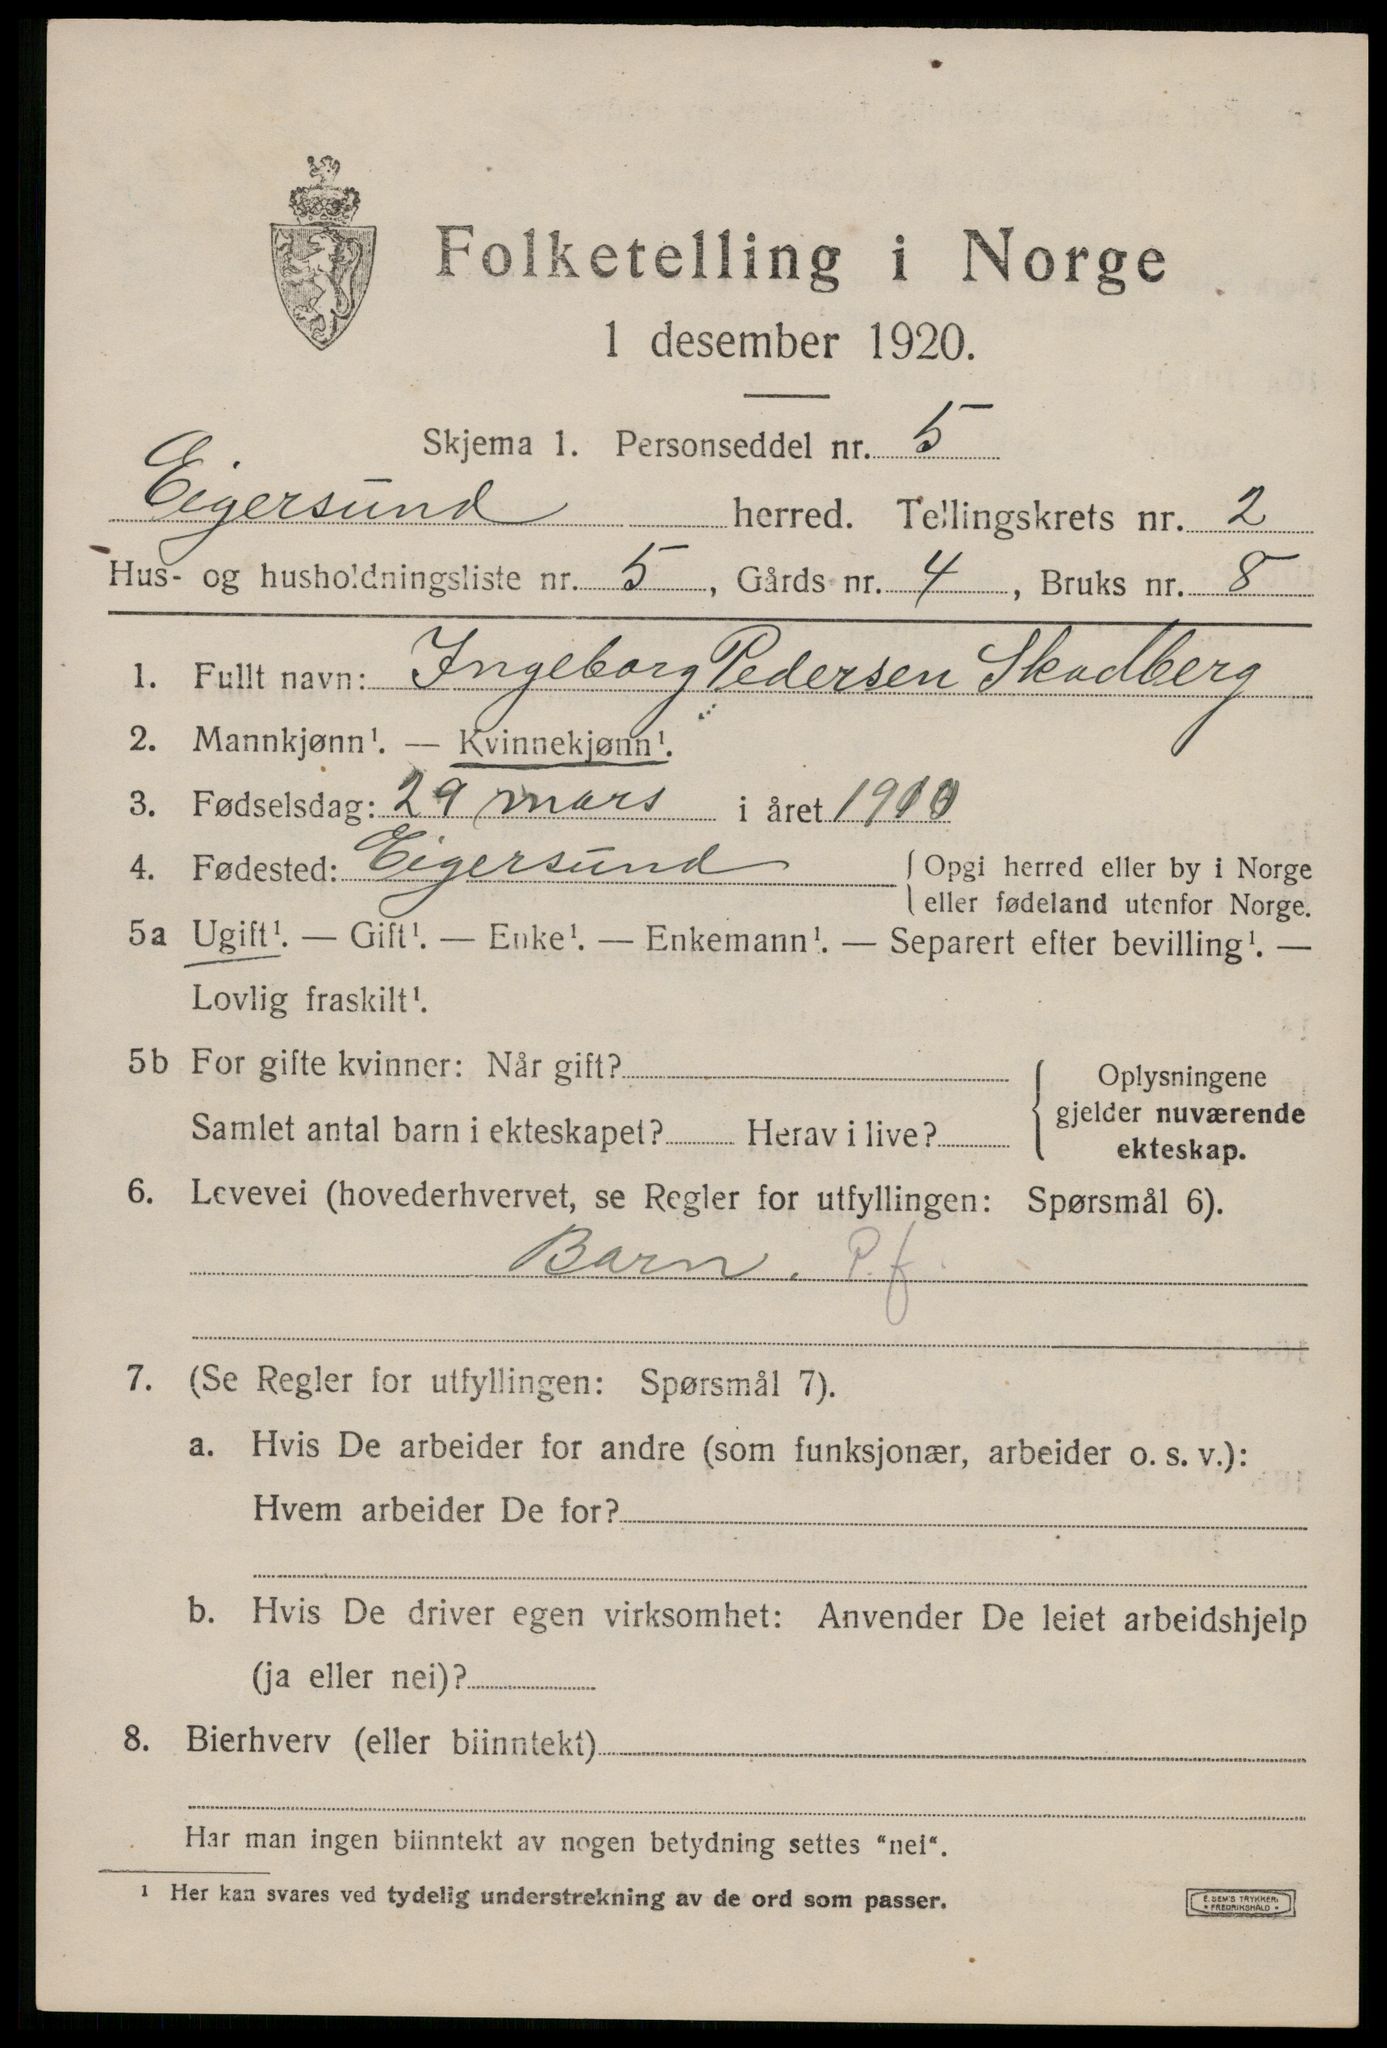 Folketelling i Norge
1 desember 1920.
Skjema 1. Personseddel nr. 5
Eigersund herred. Tellingskrets nr. 2
Hus- og husholdningsliste nr. 5, Gårds nr. 4, Bruks nr. 8
1. Fullt navn: Ingeborg Pedersen Skadberg
2. Mannkjønn¹. — Kvinnekjønn¹.
3. Fødselsdag: 29 mars i året 1910
4. Fødested: Eigersund { Opgi herred eller by i Norge
eller fødeland utenfor Norge.
5a Ugift¹. — Gift¹. — Enke¹. — Enkemann¹. — Separert efter bevilling¹. —
Lovlig fraskilt¹.
5b For gifte kvinner: Når gift?
Samlet antal barn i ekteskapet? Herav i live?
Oplysningene
gjelder nuværende
ekteskap.
6. Levevei (hovederhvervet, se Regler for utfyllingen: Spørsmål 6).
Barn. P.f.
7. (Se Regler for utfyllingen: Spørsmål 7).
a. Hvis De arbeider for andre (som funksjonær, arbeider o. s. v.):
Hvem arbeider De for?
b. Hvis De driver egen virksomhet: Anvender De leiet arbeidshjelp
(ja eller nei)?
8. Bierhverv (eller biinntekt)
Har man ingen biinntekt av nogen betydning settes "nei".
¹ Her kan svares ved tydelig understrekning av de ord som passer.
E. SEM'S TRYKKERI
• FREDRIKSHALD •